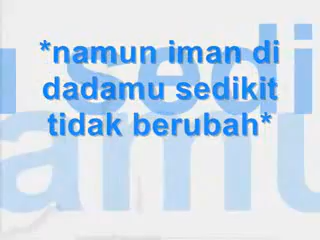 *namun iman di
dadamu sedikit
tidak berubah*